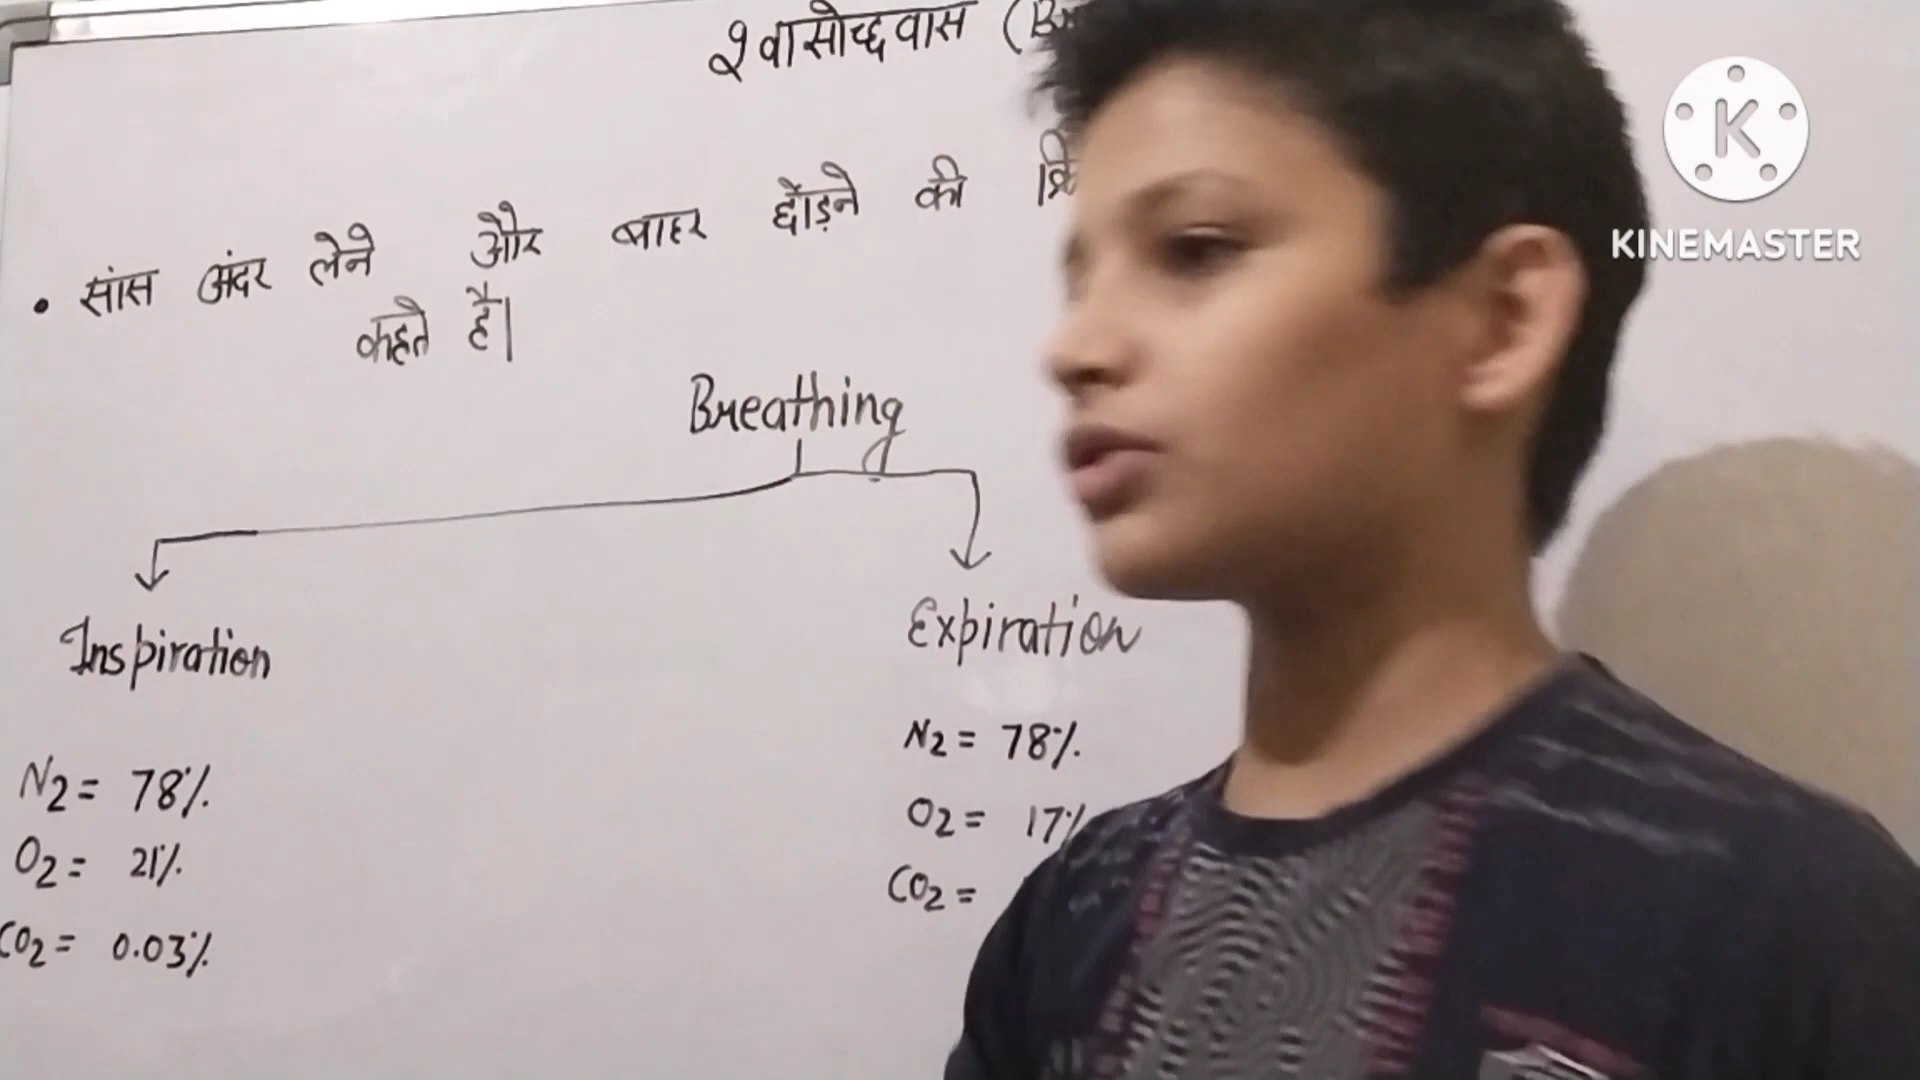 श्वासोच्छवास
KINEMASTER
• सांस अंदर लेने और बाहर छोड़ने की
कहते है।
Breathing
Inspiration
Expiration
N2 = 78%
O2 = 21%
CO2 = 0.03%
N2 = 78%
O2 = 17%
CO2 =